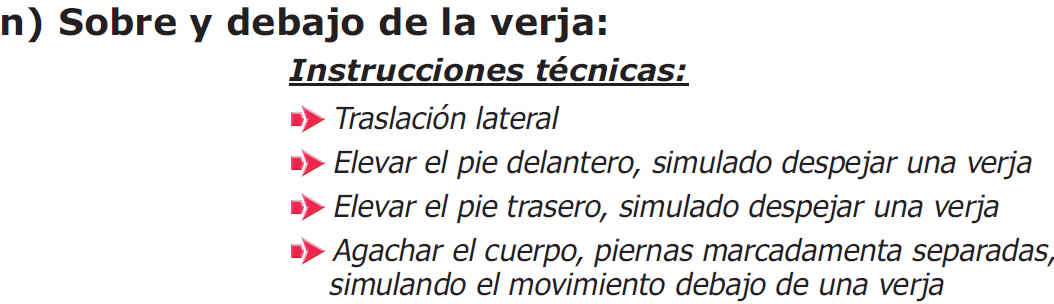 n) Sobre y debajo de la verja:
Instrucciones técnicas:
Traslación lateral
Elevar el pie delantero, simulado despejar una verja
Elevar el pie trasero, simulado despejar una verja
Agachar el cuerpo, piernas marcadamenta separadas,
simulando el movimiento debajo de una verja